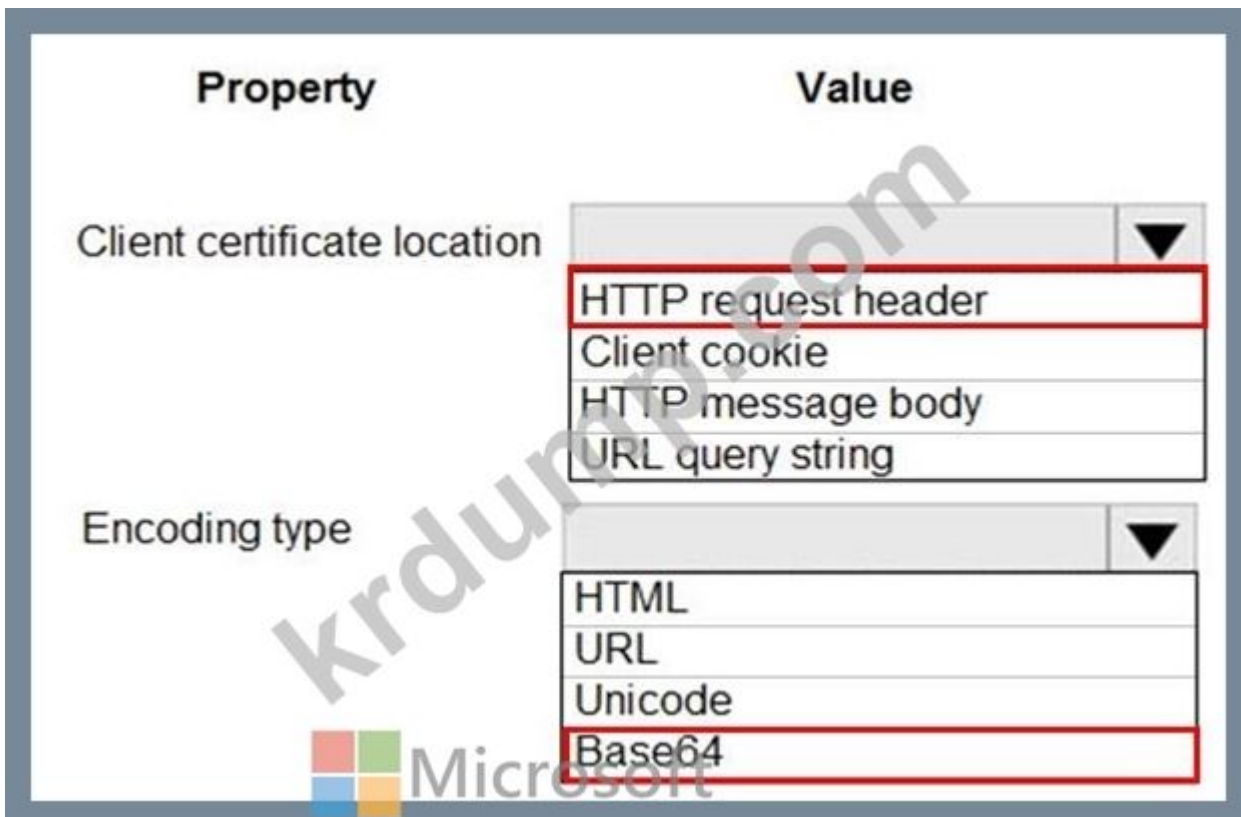 Property Value
Client certificate location
HTTP request header
Client cookie
HTTP message body
URL query string
Encoding type
HTML
URL
Unicode
Base64
Microsoft
krdump.com